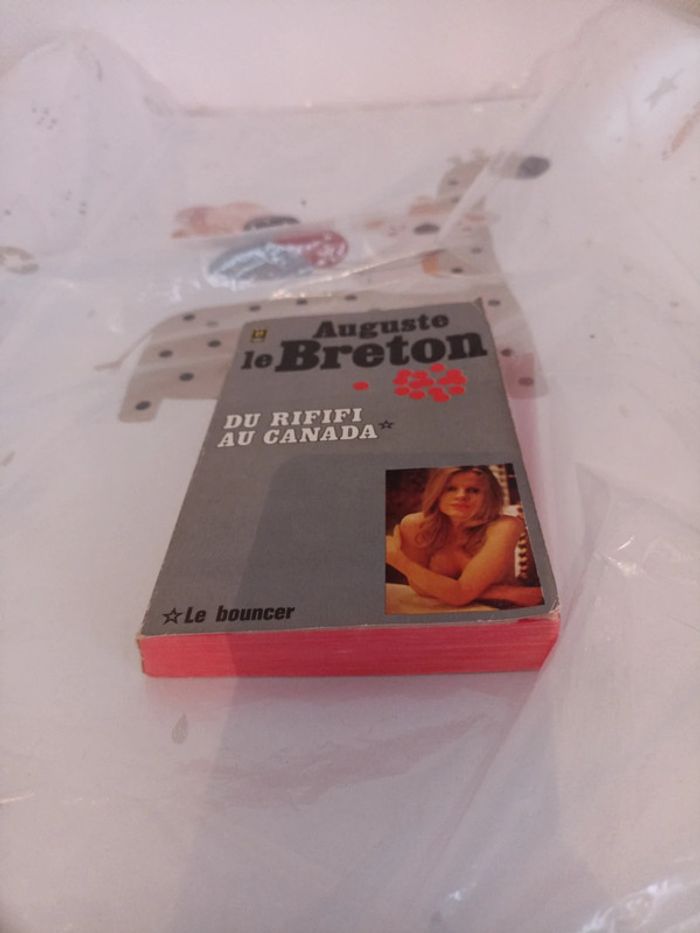 Auguste
le Breton
DU RIFIFI
AU CANADA☆
☆Le bouncer